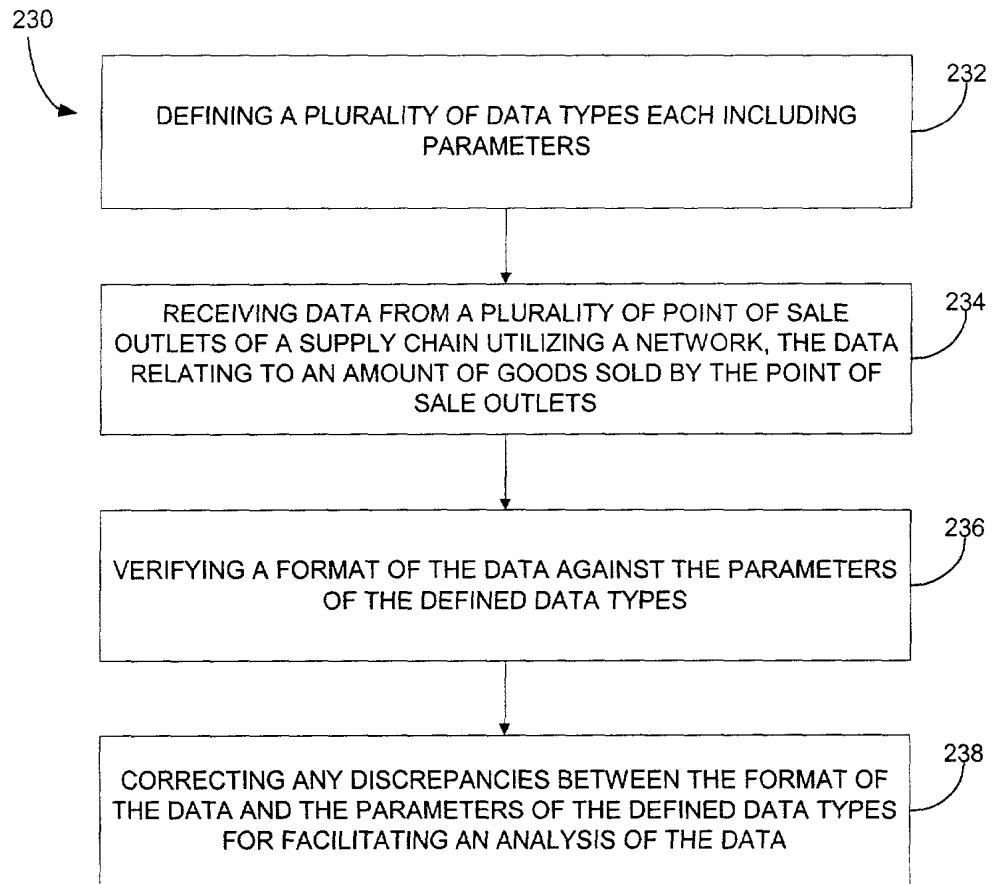 230
232
DEFINING A PLURALITY OF DATA TYPES EACH INCLUDING
PARAMETERS
234
RECEIVING DATA FROM A PLURALITY OF POINT OF SALE
OUTLETS OF A SUPPLY CHAIN UTILIZING A NETWORK, THE DATA
RELATING TO AN AMOUNT OF GOODS SOLD BY THE POINT OF
SALE OUTLETS
236
VERIFYING A FORMAT OF THE DATA AGAINST THE PARAMETERS
OF THE DEFINED DATA TYPES
238
CORRECTING ANY DISCREPANCIES BETWEEN THE FORMAT OF
THE DATA AND THE PARAMETERS OF THE DEFINED DATA TYPES
FOR FACILITATING AN ANALYSIS OF THE DATA